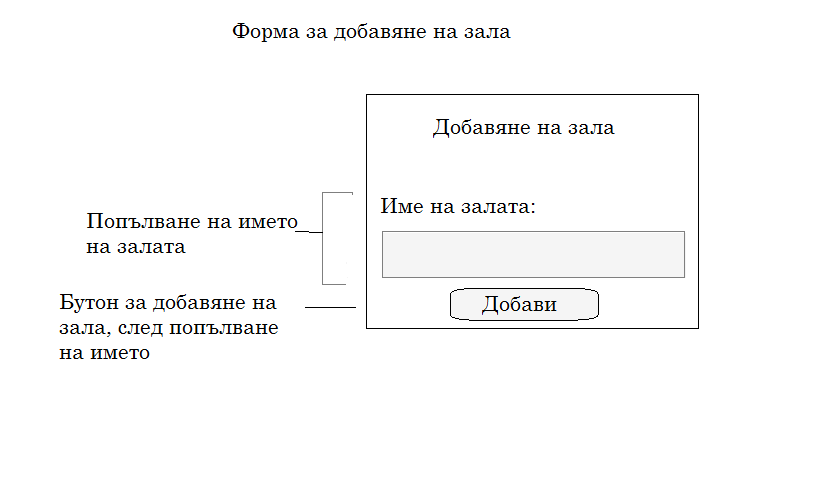 Форма за добавяне на зала
Добавяне на зала
Попълване на името
на залата
Име на залата:
Бутон за добавяне на
зала, след попълване
на името
Добави